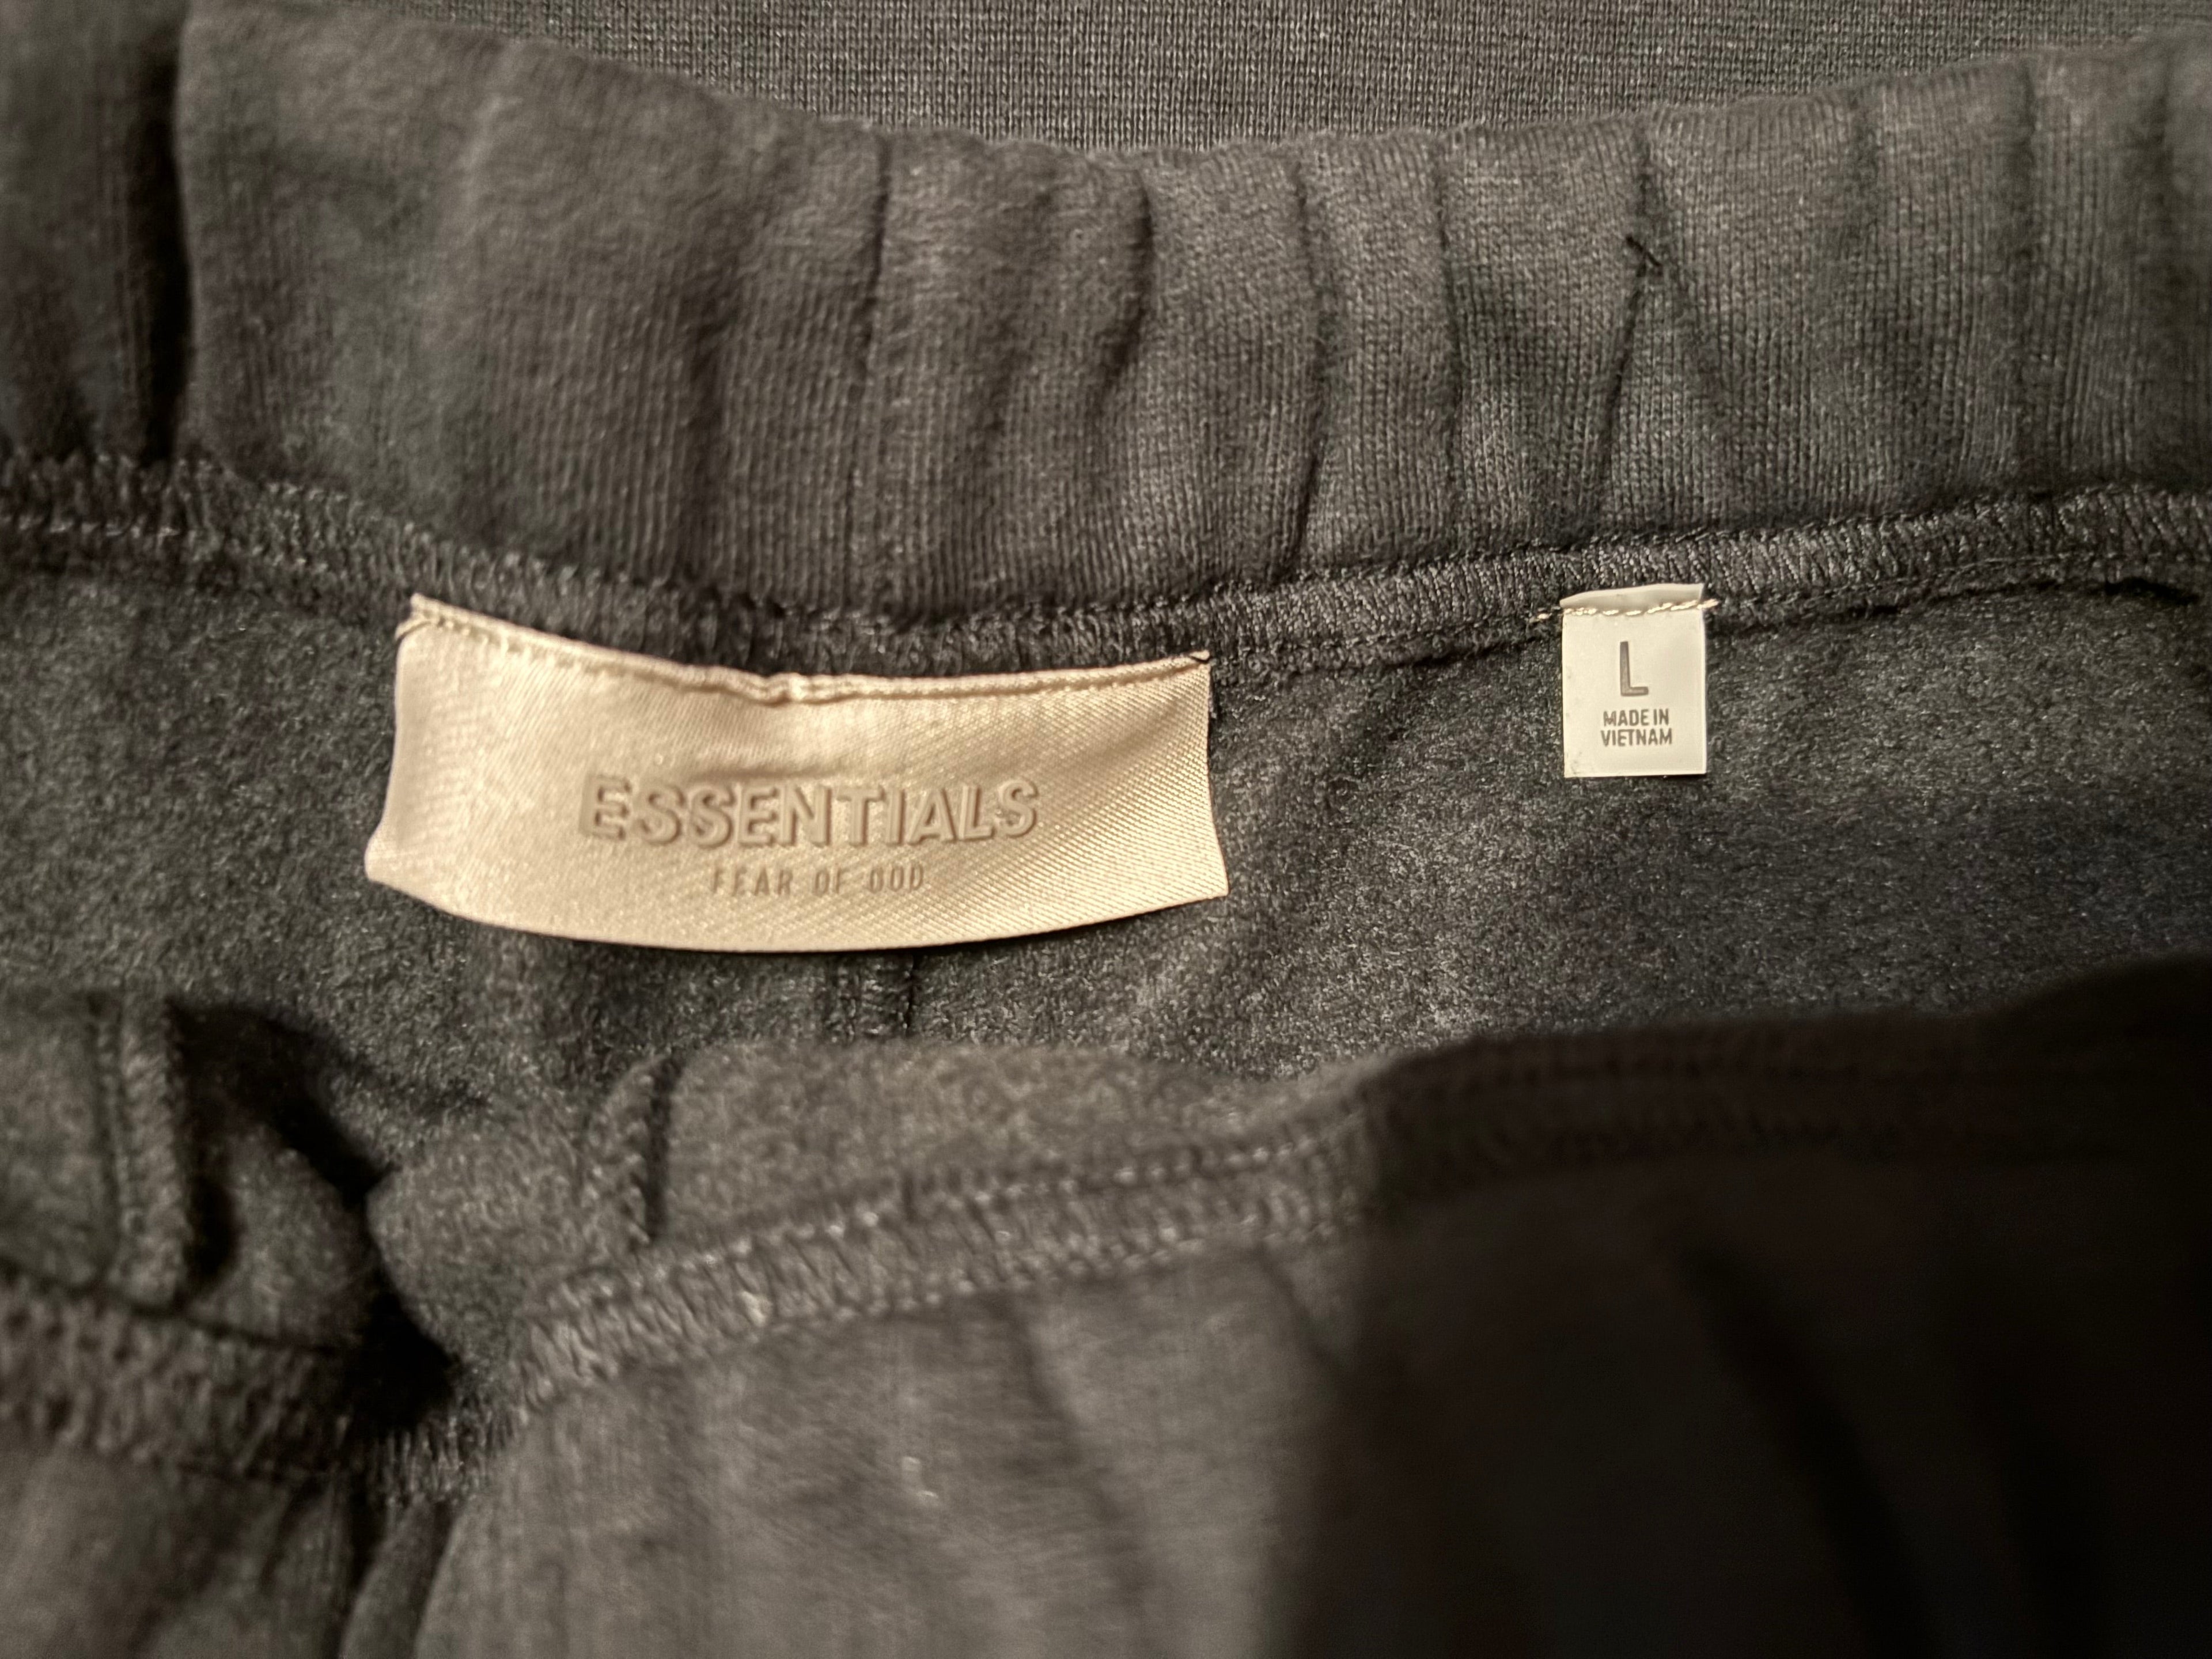 ESSENTIALS
FEAR OF GOD
L
MADE IN
VIETNAM